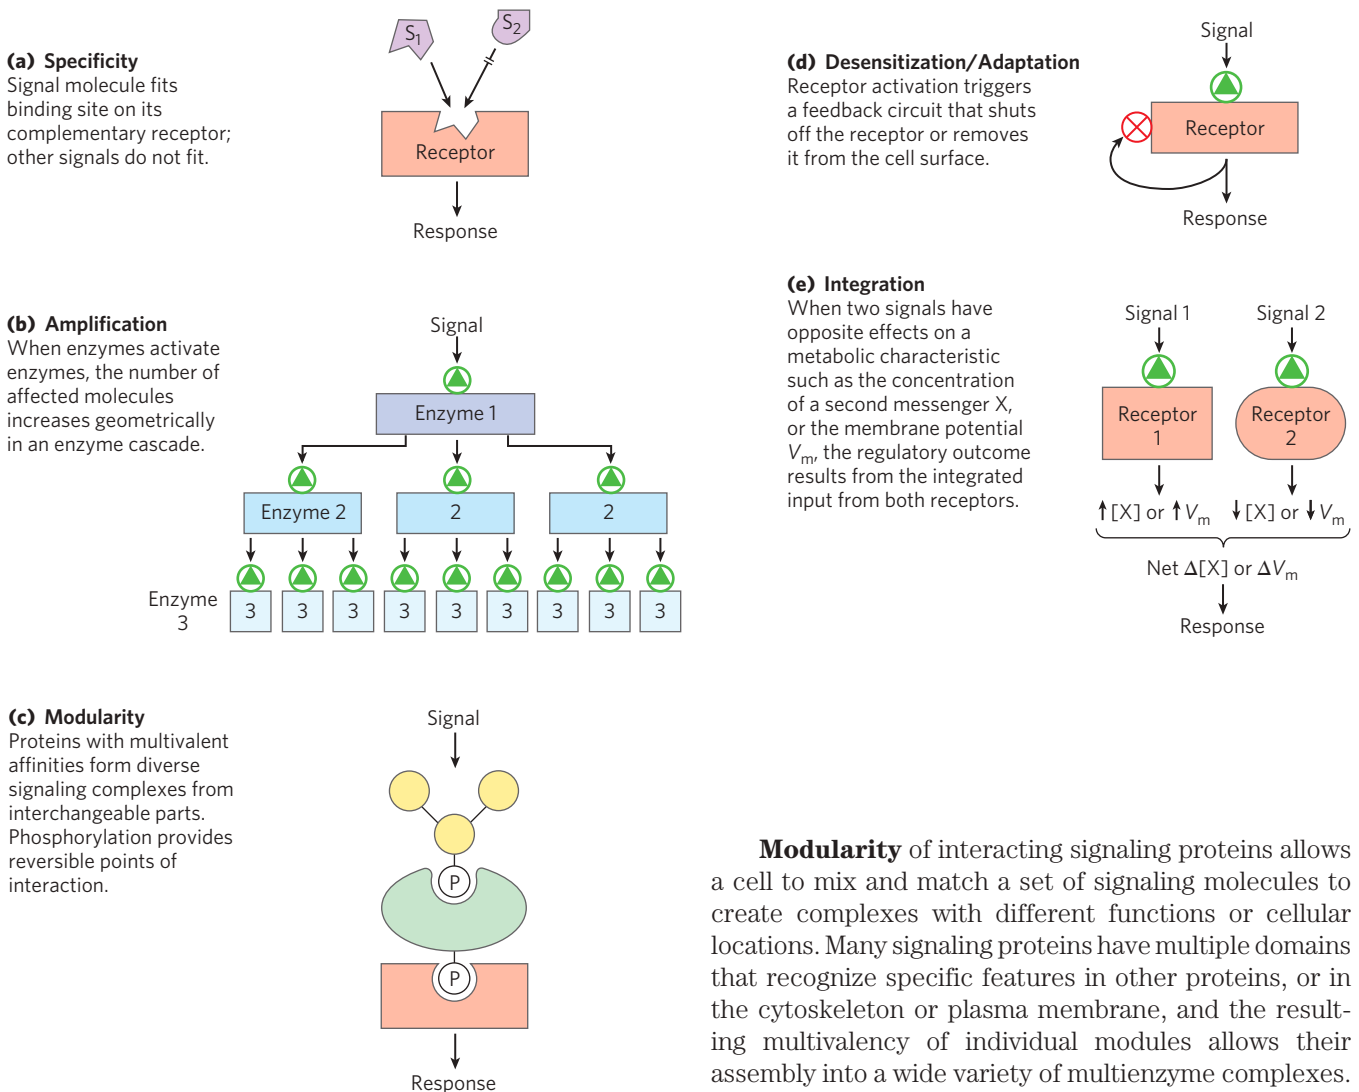 (a) Specificity
Signal molecule fits
binding site on its
complementary receptor;
other signals do not fit.
S1
S2
Receptor
Response
(b) Amplification
When enzymes activate
enzymes, the number of
affected molecules
increases geometrically
in an enzyme cascade.
Signal
Enzyme 1
Enzyme 2
2
2
Enzyme
3
3 3 3 3 3 3 3 3 3
(c) Modularity
Proteins with multivalent
affinities form diverse
signaling complexes from
interchangeable parts.
Phosphorylation provides
reversible points of
interaction.
Signal
P
P
Response
(d) Desensitization/Adaptation
Receptor activation triggers
a feedback circuit that shuts
off the receptor or removes
it from the cell surface.
Signal
Receptor
Response
(e) Integration
When two signals have
opposite effects on a
metabolic characteristic
such as the concentration
of a second messenger X,
or the membrane potential
Vm, the regulatory outcome
results from the integrated
input from both receptors.
Signal 1
Signal 2
Receptor
1
Receptor
2
↑[X] or ↑Vm
↓[X] or ↓Vm
Net Δ[X] or ΔVm
Response
Modularity of interacting signaling proteins allows
a cell to mix and match a set of signaling molecules to
create complexes with different functions or cellular
locations. Many signaling proteins have multiple domains
that recognize specific features in other proteins, or in
the cytoskeleton or plasma membrane, and the result-
ing multivalency of individual modules allows their
assembly into a wide variety of multienzyme complexes.